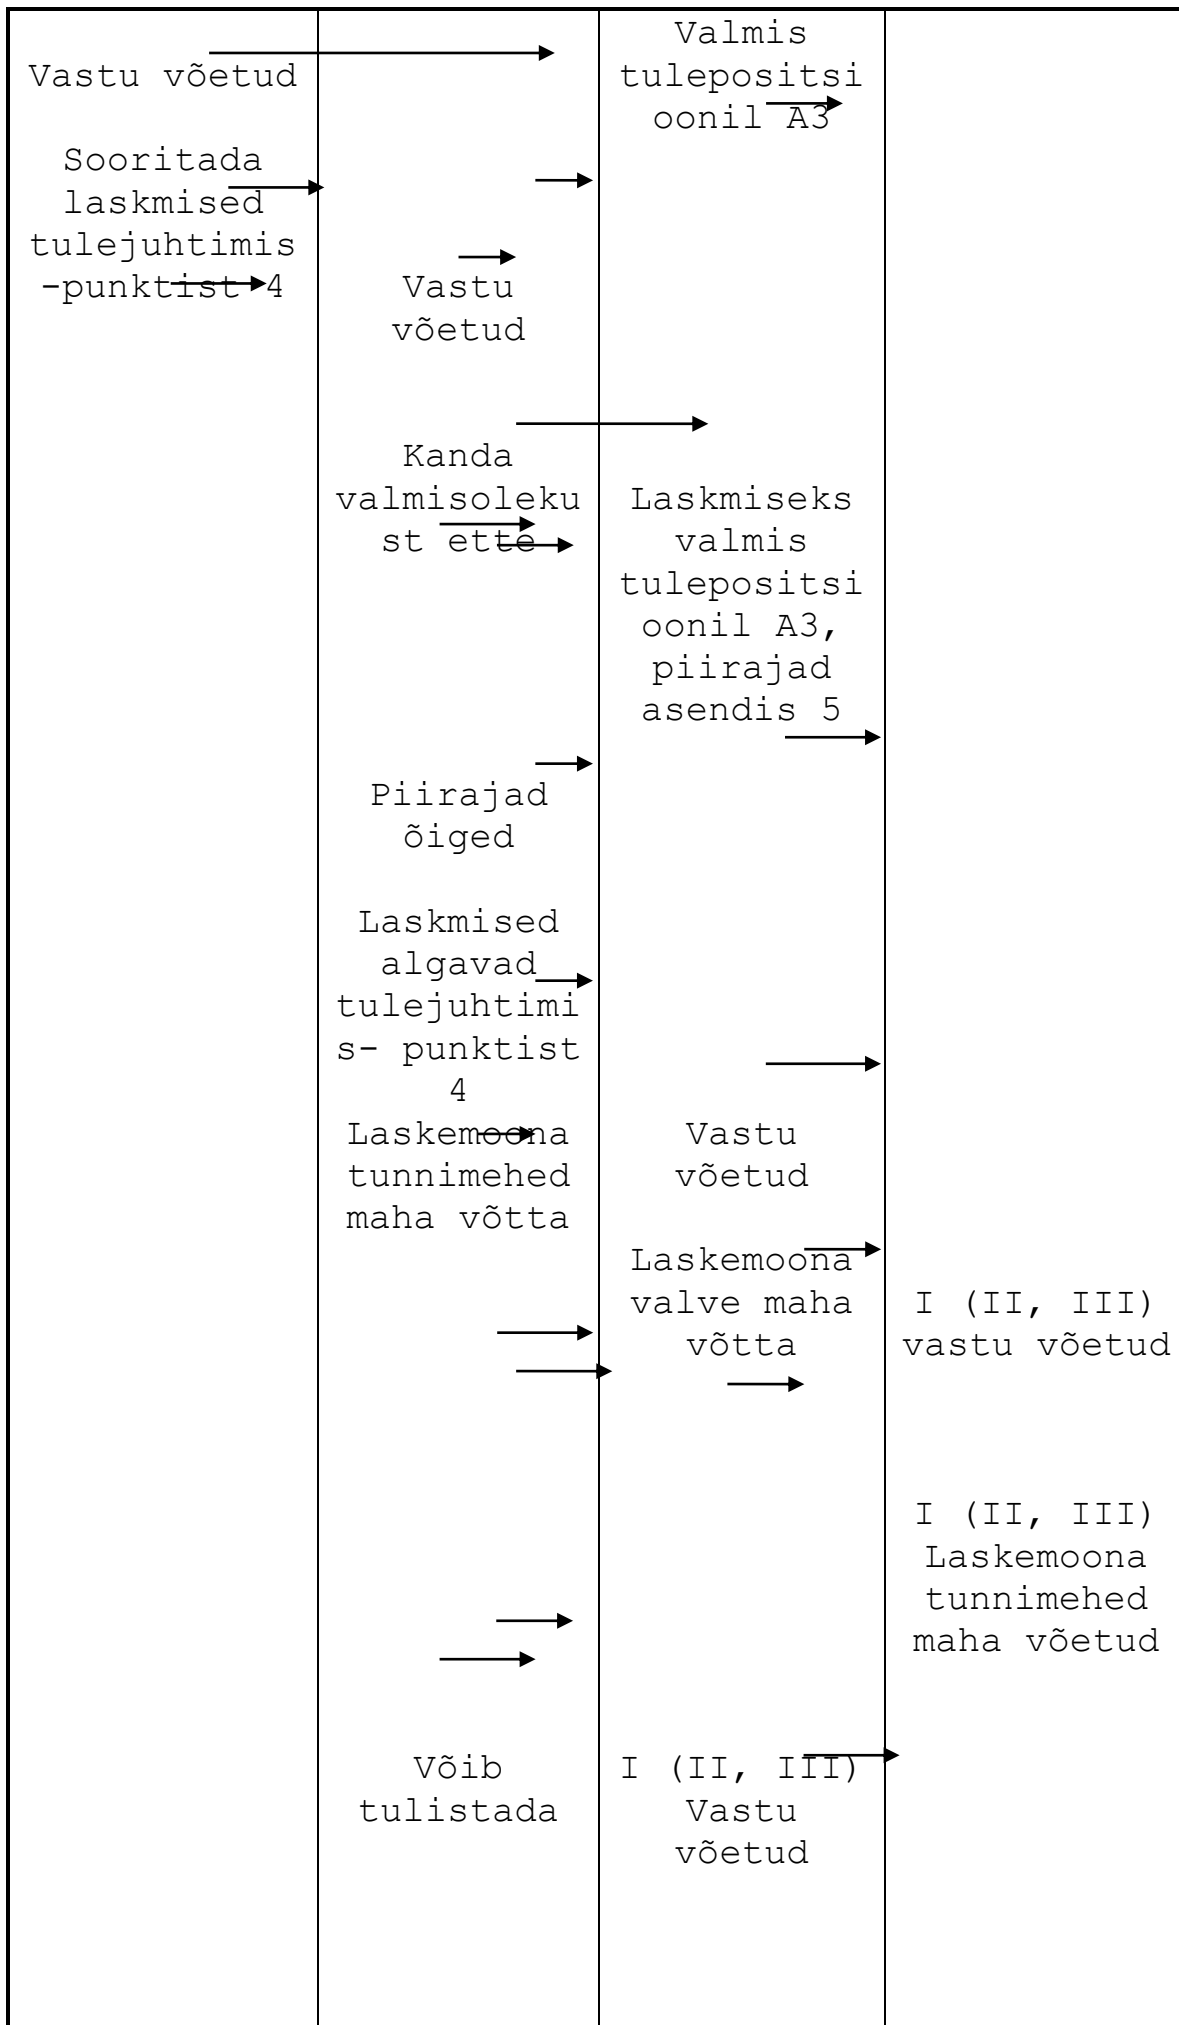 Vastu võetud
Sooritada
laskmised
tulejuhtimis
-punktist 4
Vastu
võetud
Kanda
valmisoleku
st ette
Piirajad
õiged
Laskmised
algavad
tulejuhtimi
s- punktist
4
Laskemoona
tunnimehed
maha võtta
Võib
tulistada
Valmis
tulepositsi
oonil A3
Laskmiseks
valmis
tulepositsi
oonil A3,
piirajad
asendis 5
Vastu
võetud
Laskemoona
valve maha
võtta
I (II, III)
Vastu
võetud
I (II, III)
vastu võetud
I (II, III)
Laskemoona
tunnimehed
maha võetud